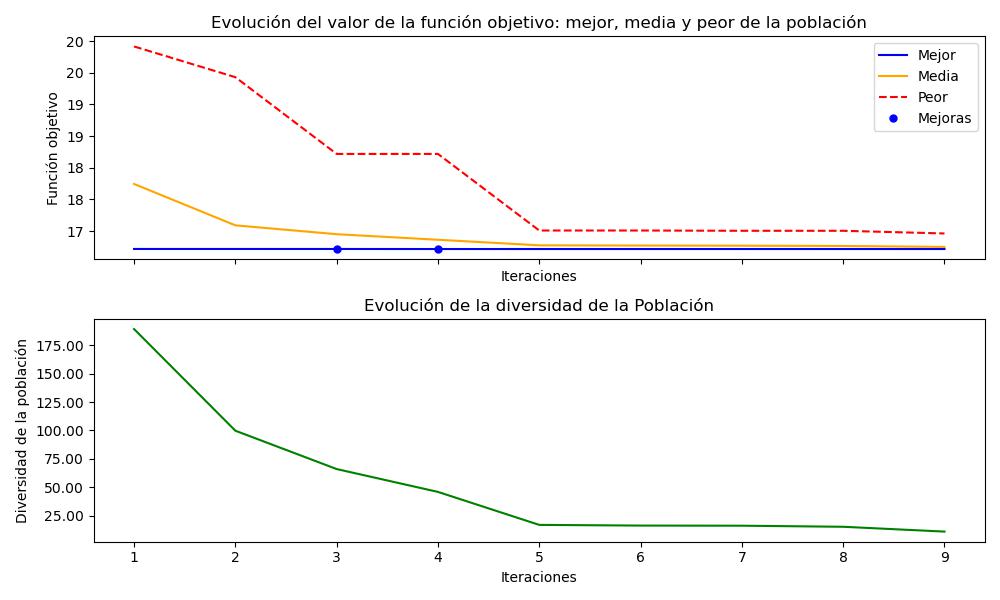 Evolución del valor de la función objetivo: mejor, media y peor de la población
Función objetivo
20
20
19
19
18
18
17
Mejor
Media
Peor
Mejoras
Iteraciones
Evolución de la diversidad de la Población
Diversidad de la población
175.00
150.00
125.00
100.00
75.00
50.00
25.00
1 2 3 4 5 6 7 8 9
Iteraciones